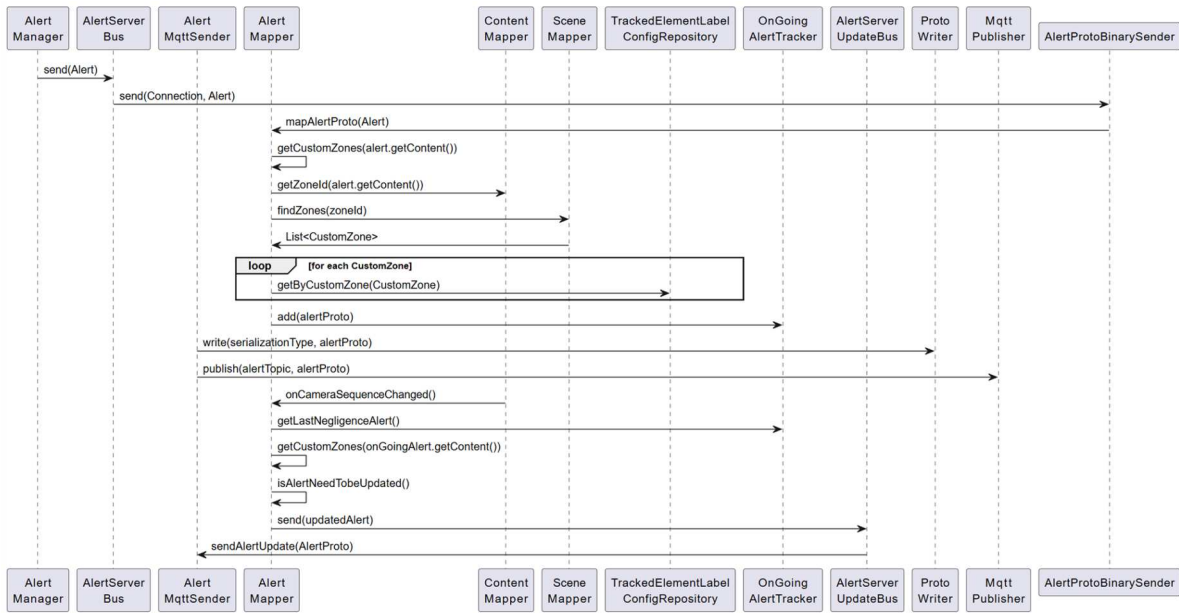 Alert Manager
AlertServer Bus
Alert MqttSender
Alert Mapper
Content Mapper
Scene Mapper
TrackedElementLabel ConfigRepository
OnGoing AlertTracker
AlertServer UpdateBus
Proto Writer
Mqtt Publisher
AlertProtoBinarySender
send(Alert)
send(Connection, Alert)
mapAlertProto(Alert)
getCustomZones(alert.getContent())
getZoneId(alert.getContent())
findZones(zoneId)
List<CustomZone>
loop [for each CustomZone]
getByCustomZone(CustomZone)
add(alertProto)
write(serializationType, alertProto)
publish(alertTopic, alertProto)
onCameraSequenceChanged()
getLastNegligenceAlert()
getCustomZones(onGoingAlert.getContent())
isAlertNeedTobeUpdated()
send(updatedAlert)
sendAlertUpdate(AlertProto)
Alert Manager
AlertServer Bus
Alert MqttSender
Alert Mapper
Content Mapper
Scene Mapper
TrackedElementLabel ConfigRepository
OnGoing AlertTracker
AlertServer UpdateBus
Proto Writer
Mqtt Publisher
AlertProtoBinarySender